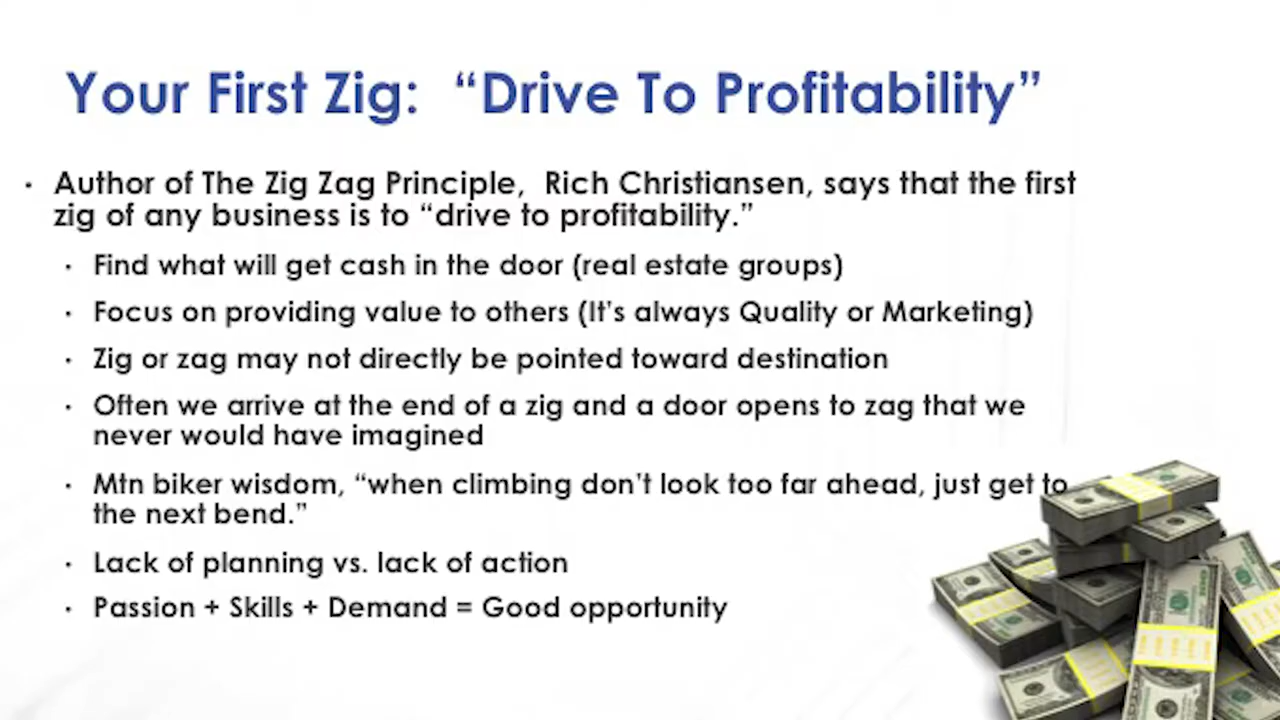 Your First Zig:  “Drive To Profitability”
· Author of The Zig Zag Principle,  Rich Christiansen, says that the first
zig of any business is to “drive to profitability.”
· Find what will get cash in the door (real estate groups)
· Focus on providing value to others (It's always Quality or Marketing)
· Zig or zag may not directly be pointed toward destination
· Often we arrive at the end of a zig and a door opens to zag that we
never would have imagined
· Mtn biker wisdom, “when climbing don't look too far ahead, just get to
the next bend.”
· Lack of planning vs. lack of action
· Passion + Skills + Demand = Good opportunity